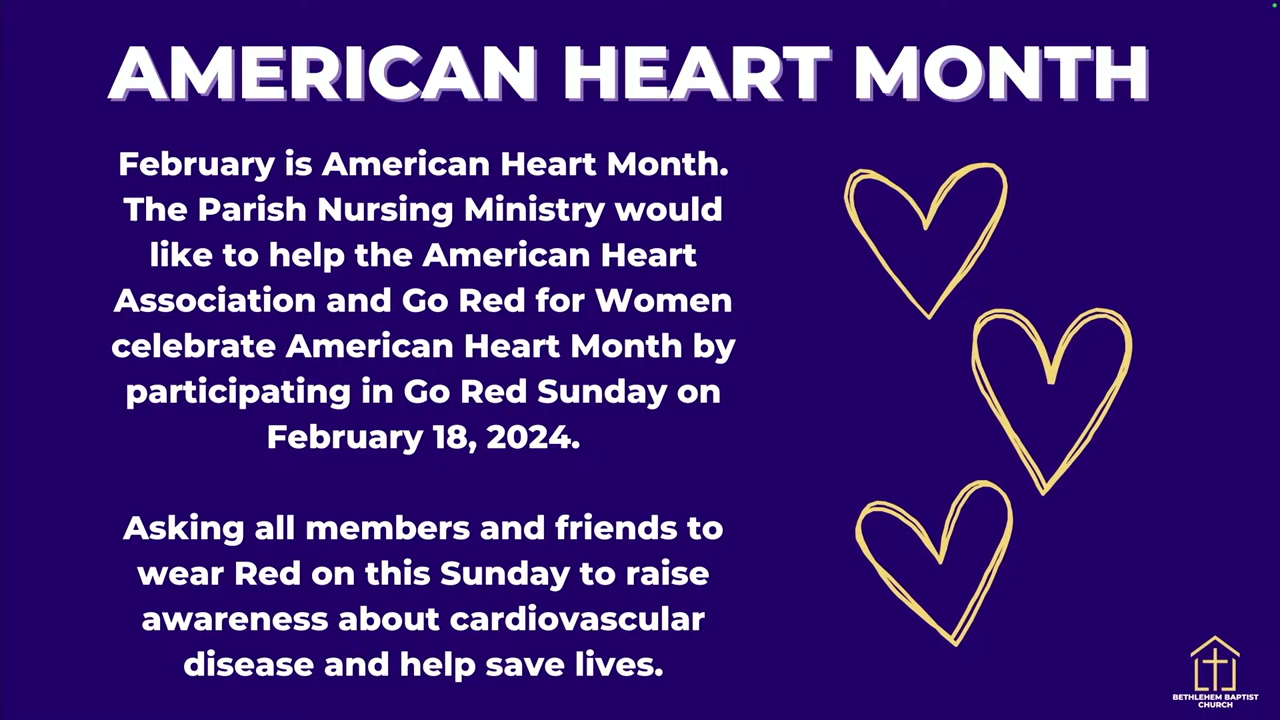 AMERICAN HEART MONTH
February is American Heart Month.
The Parish Nursing Ministry would
like to help the American Heart
Association and Go Red for Women
celebrate American Heart Month by
participating in Go Red Sunday on
February 18, 2024.
Asking all members and friends to
wear Red on this Sunday to raise
awareness about cardiovascular
disease and help save lives.
BETHLEHEM BAPTIST
CHURCH